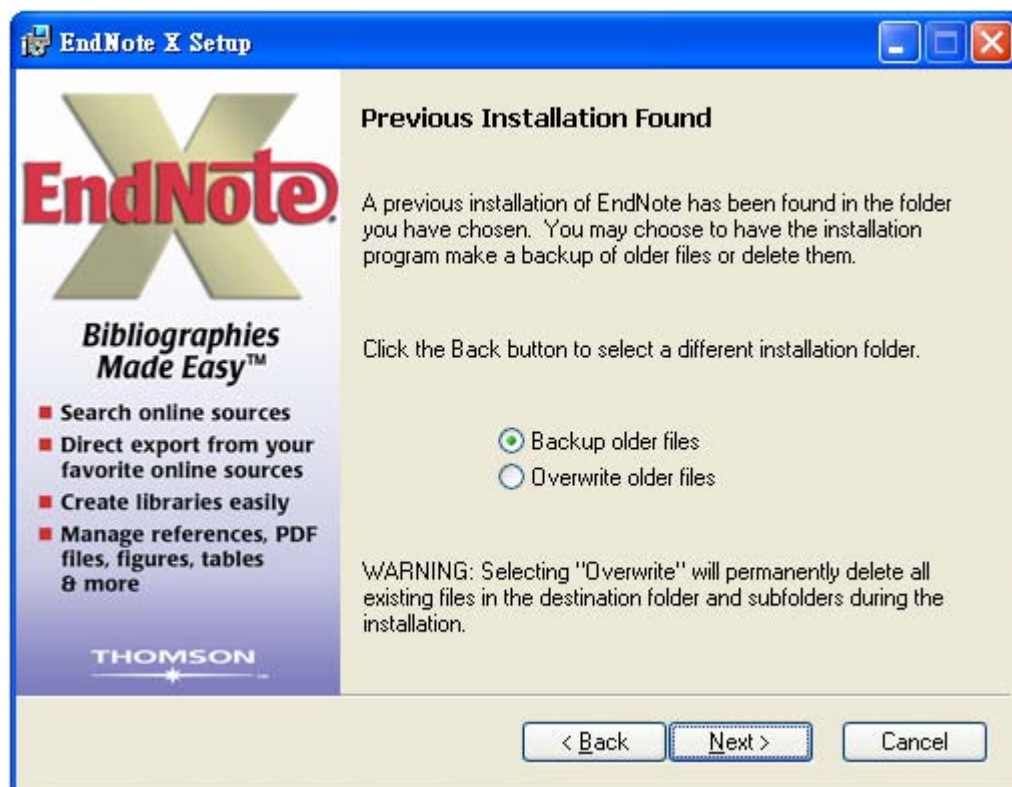 EndNote X Setup
X
EndNote
Bibliographies
Made Easy™
Search online sources
Direct export from your
favorite online sources
Create libraries easily
Manage references, PDF
files, figures, tables
& more
THOMSON
Previous Installation Found
A previous installation of EndNote has been found in the folder
you have chosen.  You may choose to have the installation
program make a backup of older files or delete them.
Click the Back button to select a different installation folder.
Backup older files
Overwrite older files
WARNING: Selecting "Overwrite" will permanently delete all
existing files in the destination folder and subfolders during the
installation.
< Back
Next >
Cancel